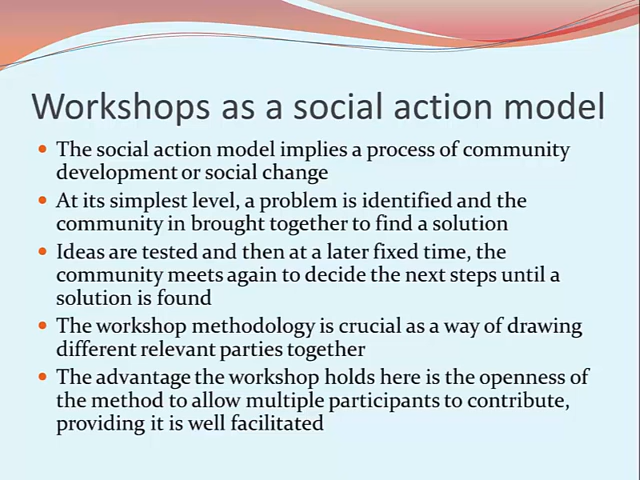 Workshops as a social action model
• The social action model implies a process of community
development or social change
• At its simplest level, a problem is identified and the
community in brought together to find a solution
• Ideas are tested and then at a later fixed time, the
community meets again to decide the next steps until a
solution is found
• The workshop methodology is crucial as a way of drawing
different relevant parties together
• The advantage the workshop holds here is the openness of
the method to allow multiple participants to contribute,
providing it is well facilitated